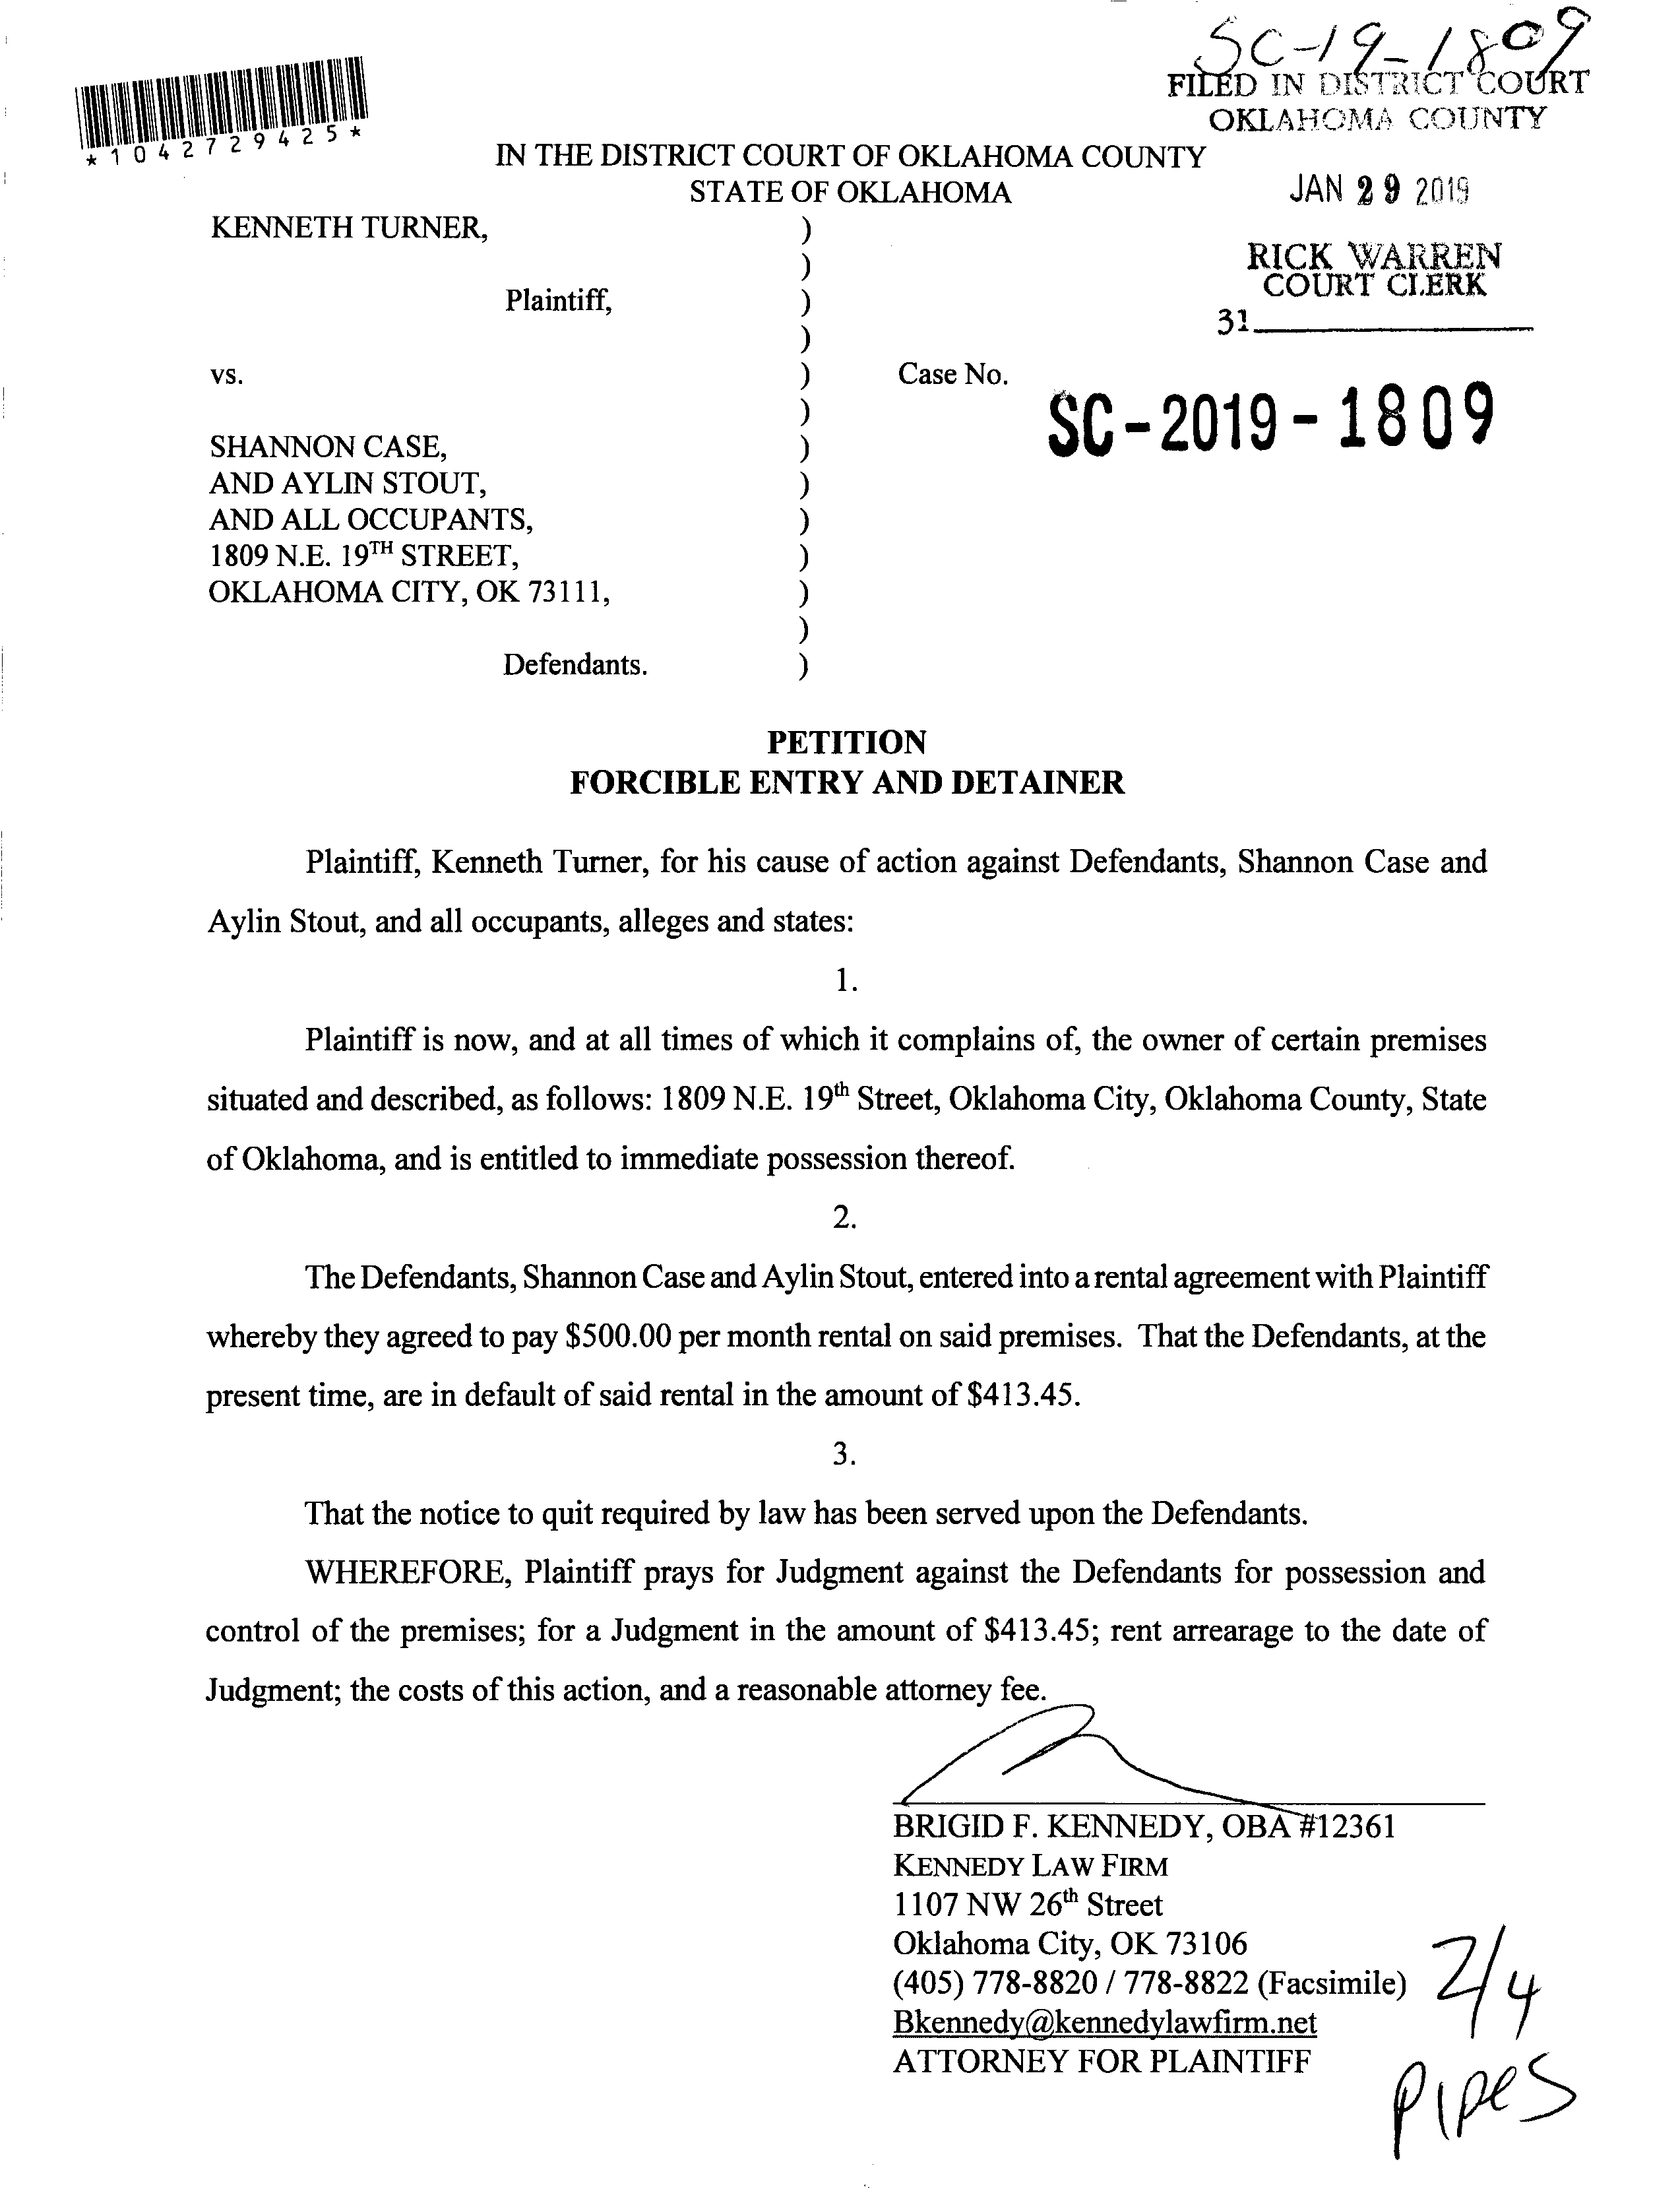 SC-19-1809
FILED IN DISTRICT COURT
OKLAHOMA COUNTY
*1042729425*
IN THE DISTRICT COURT OF OKLAHOMA COUNTY
STATE OF OKLAHOMA
JAN 29 2019
KENNETH TURNER, )
)
RICK WARREN
COURT CLERK
Plaintiff, )
31
)
vs. ) Case No.
SC-2019-1809
)
SHANNON CASE, )
AND AYLIN STOUT, )
AND ALL OCCUPANTS, )
1809 N.E. 19TH STREET, )
OKLAHOMA CITY, OK 73111, )
)
Defendants. )
PETITION
FORCIBLE ENTRY AND DETAINER
Plaintiff, Kenneth Turner, for his cause of action against Defendants, Shannon Case and
Aylin Stout, and all occupants, alleges and states:
1.
Plaintiff is now, and at all times of which it complains of, the owner of certain premises
situated and described, as follows: 1809 N.E. 19th Street, Oklahoma City, Oklahoma County, State
of Oklahoma, and is entitled to immediate possession thereof.
2.
The Defendants, Shannon Case and Aylin Stout, entered into a rental agreement with Plaintiff
whereby they agreed to pay $500.00 per month rental on said premises. That the Defendants, at the
present time, are in default of said rental in the amount of $413.45.
3.
That the notice to quit required by law has been served upon the Defendants.
WHEREFORE, Plaintiff prays for Judgment against the Defendants for possession and
control of the premises; for a Judgment in the amount of $413.45; rent arrearage to the date of
Judgment; the costs of this action, and a reasonable attorney fee.
BRIGID F. KENNEDY, OBA #12361
KENNEDY LAW FIRM
1107 NW 26th Street
Oklahoma City, OK 73106
(405) 778-8820 / 778-8822 (Facsimile)
Bkennedy@kennedylawfirm.net
ATTORNEY FOR PLAINTIFF
2/4
Pipes